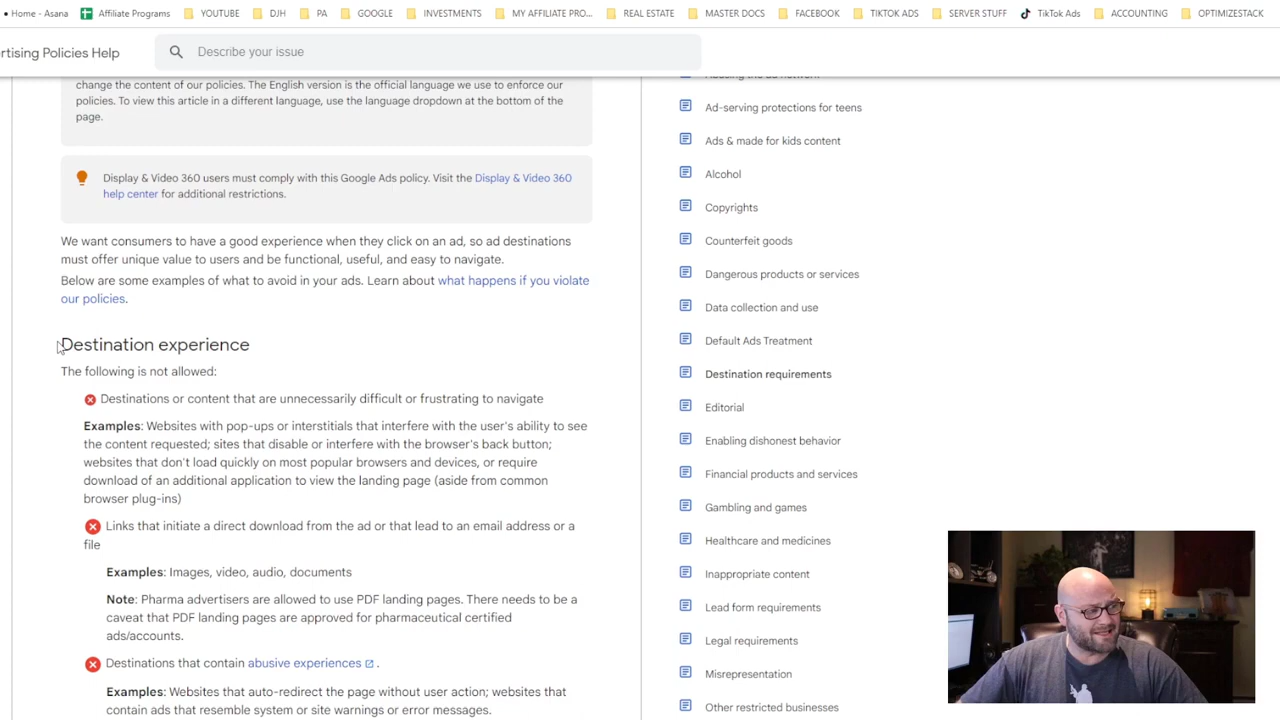 Home - Asana
Affiliate Programs
YOUTUBE
DJH
PA
GOOGLE
INVESTMENTS
MY AFFILIATE PRO...
REAL ESTATE
MASTER DOCS
FACEBOOK
TIKTOK ADS
SERVER STUFF
TikTok Ads
ACCOUNTING
OPTIMIZESTACK
rtising Policies Help
Describe your issue
change the content of our policies. The English version is the official language we use to enforce our
policies. To view this article in a different language, use the language dropdown at the bottom of the
page.
Display & Video 360 users must comply with this Google Ads policy. Visit the Display & Video 360
help center for additional restrictions.
We want consumers to have a good experience when they click on an ad, so ad destinations
must offer unique value to users and be functional, useful, and easy to navigate.
Below are some examples of what to avoid in your ads. Learn about what happens if you violate
our policies.
Destination experience
The following is not allowed:
Destinations or content that are unnecessarily difficult or frustrating to navigate
Examples: Websites with pop-ups or interstitials that interfere with the user's ability to see
the content requested; sites that disable or interfere with the browser's back button;
websites that don't load quickly on most popular browsers and devices, or require
download of an additional application to view the landing page (aside from common
browser plug-ins)
Links that initiate a direct download from the ad or that lead to an email address or a
file
Examples: Images, video, audio, documents
Note: Pharma advertisers are allowed to use PDF landing pages. There needs to be a
caveat that PDF landing pages are approved for pharmaceutical certified
ads/accounts.
Destinations that contain abusive experiences .
Examples: Websites that auto-redirect the page without user action; websites that
contain ads that resemble system or site warnings or error messages.
Ad-serving protections for teens
Ads & made for kids content
Alcohol
Copyrights
Counterfeit goods
Dangerous products or services
Data collection and use
Default Ads Treatment
Destination requirements
Editorial
Enabling dishonest behavior
Financial products and services
Gambling and games
Healthcare and medicines
Inappropriate content
Lead form requirements
Legal requirements
Misrepresentation
Other restricted businesses